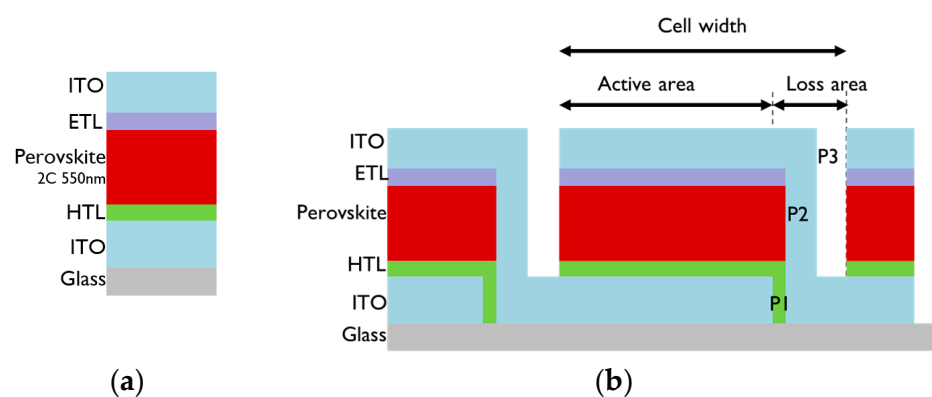 ITO
ETL
Perovskite
2C 550nm
HTL
ITO
Glass
(a)
Cell width
Active area
Loss area
ITO
P3
ETL
Perovskite
P2
HTL
ITO
P1
Glass
(b)